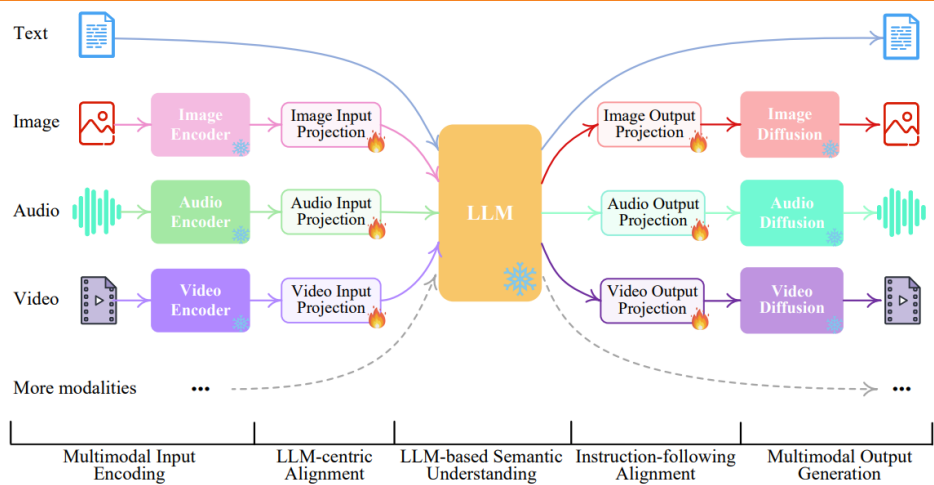 Text
Image
Image
Encoder
Image Input
Projection
LLM
Image Output
Projection
Image
Diffusion
Audio
Audio
Encoder
Audio Input
Projection
Audio Output
Projection
Audio
Diffusion
Video
Video
Encoder
Video Input
Projection
Video Output
Projection
Video
Diffusion
More modalities ... ...
Multimodal Input
Encoding
LLM-centric
Alignment
LLM-based Semantic
Understanding
Instruction-following
Alignment
Multimodal Output
Generation